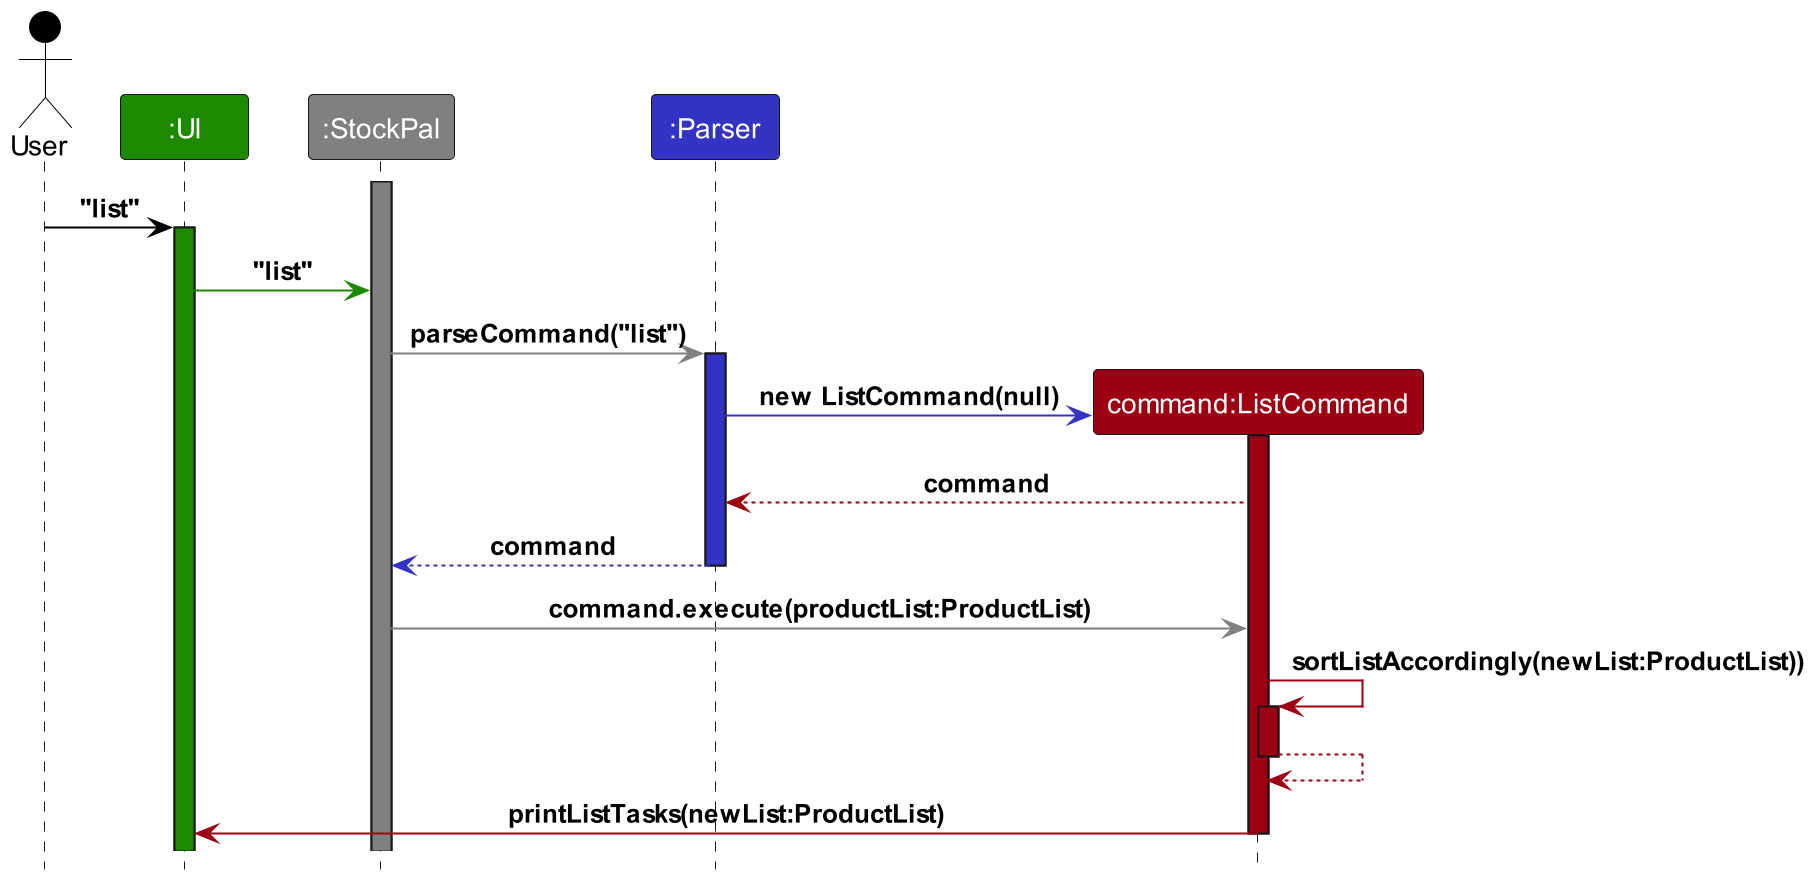 User
:UI
:StockPal
:Parser
"list"
"list"
parseCommand("list")
new ListCommand(null)
command:ListCommand
command
command
command.execute(productList:ProductList)
sortListAccordingly(newList:ProductList))
printListTasks(newList:ProductList)